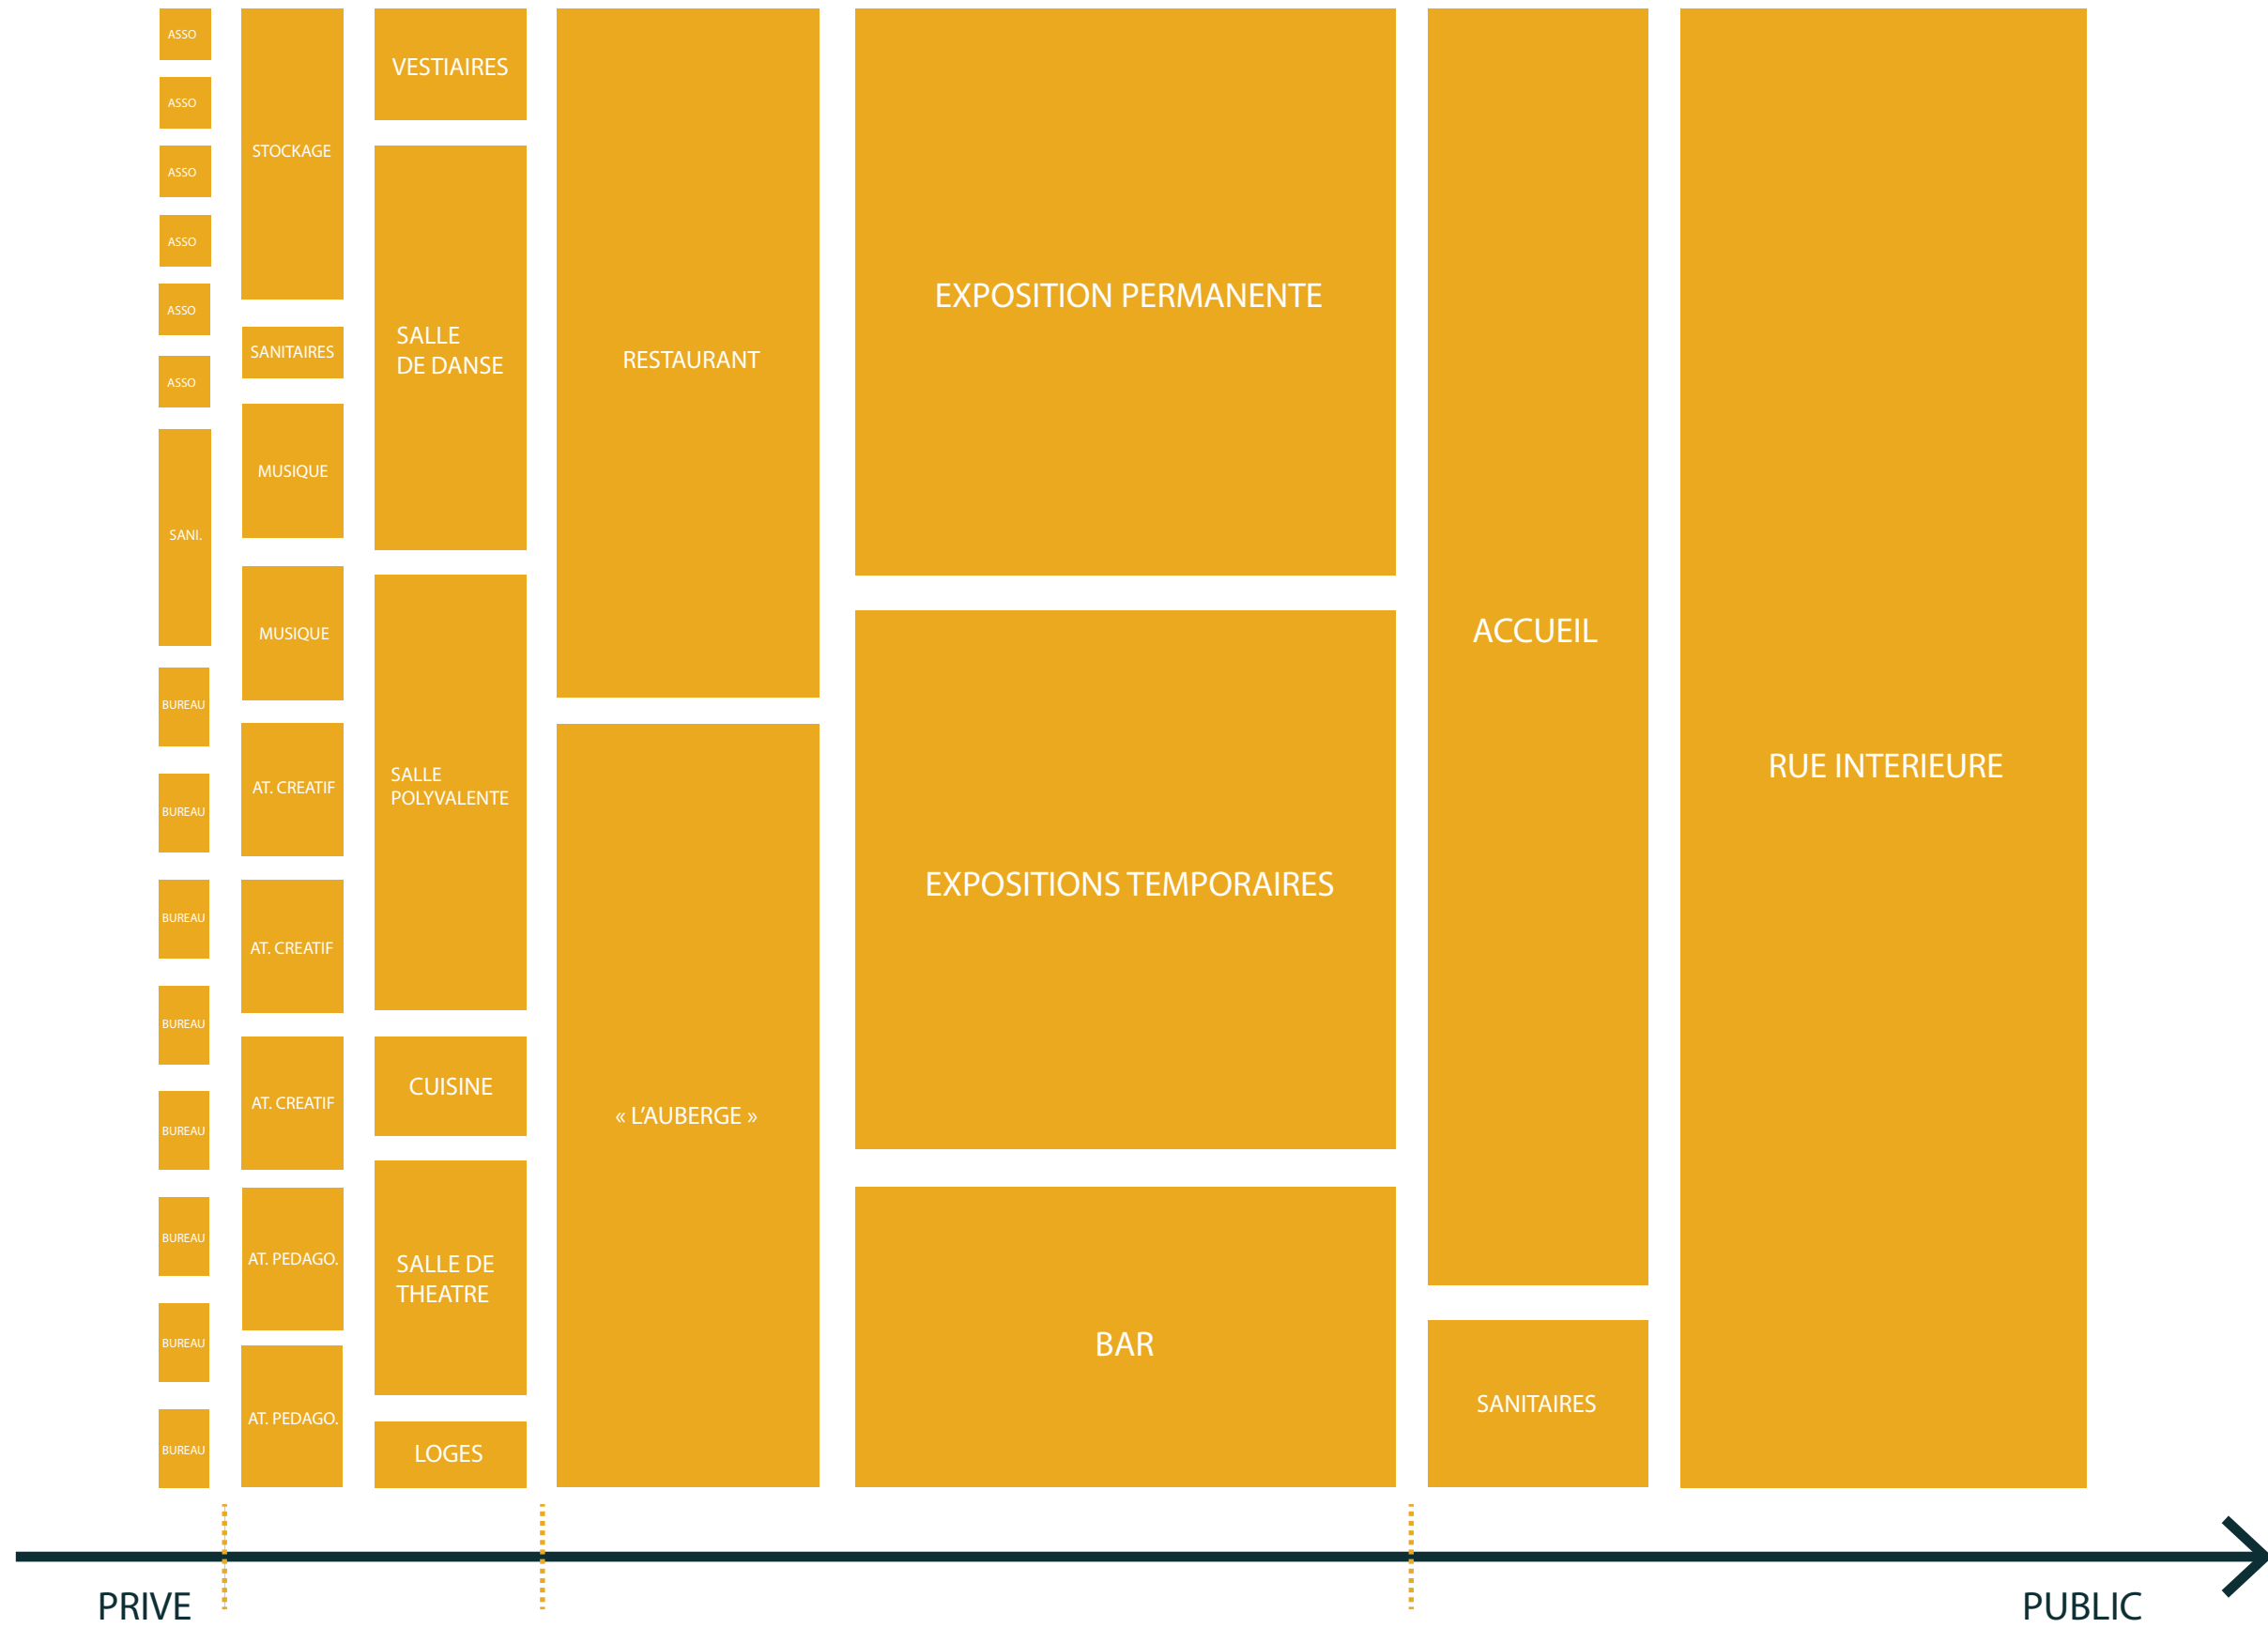 ASSO
ASSO
ASSO
ASSO
ASSO
ASSO
SANI.
BUREAU
BUREAU
BUREAU
BUREAU
BUREAU
BUREAU
BUREAU
BUREAU
STOCKAGE
SANITAIRES
MUSIQUE
MUSIQUE
AT. CREATIF
AT. CREATIF
AT. CREATIF
AT. PEDAGO.
AT. PEDAGO.
VESTIAIRES
SALLE
DE DANSE
SALLE
POLYVALENTE
CUISINE
SALLE DE
THEATRE
LOGES
RESTAURANT
« L’AUBERGE »
EXPOSITION PERMANENTE
EXPOSITIONS TEMPORAIRES
BAR
ACCUEIL
SANITAIRES
RUE INTERIEURE
PRIVE
PUBLIC